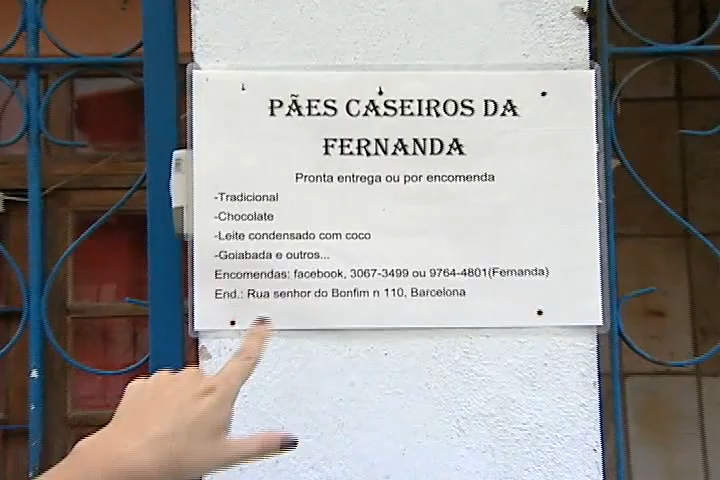 PÃES CASEIROS DA
FERNANDA
Pronta entrega ou por encomenda
-Tradicional
-Chocolate
-Leite condensado com coco
-Goiabada e outros...
Encomendas: facebook, 3067-3499 ou 9764-4801(Fernanda)
End.: Rua senhor do Bonfim n 110, Barcelona